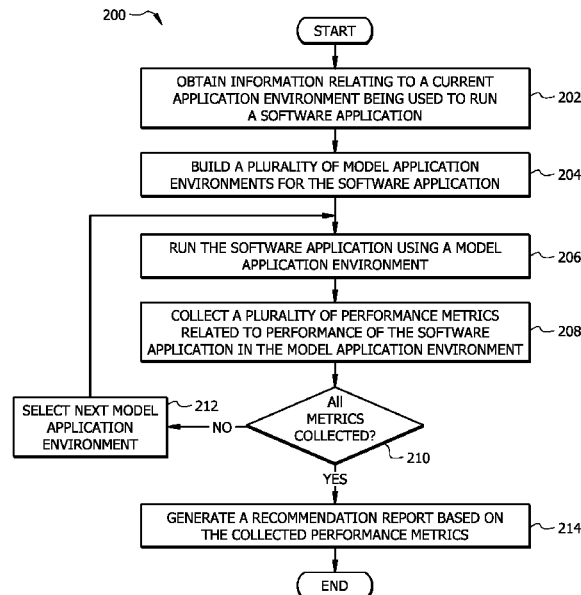 200
START
OBTAIN INFORMATION RELATING TO A CURRENT
APPLICATION ENVIRONMENT BEING USED TO RUN
A SOFTWARE APPLICATION
202
BUILD A PLURALITY OF MODEL APPLICATION
ENVIRONMENTS FOR THE SOFTWARE APPLICATION
204
RUN THE SOFTWARE APPLICATION USING A MODEL
APPLICATION ENVIRONMENT
206
COLLECT A PLURALITY OF PERFORMANCE METRICS
RELATED TO PERFORMANCE OF THE SOFTWARE
APPLICATION IN THE MODEL APPLICATION ENVIRONMENT
208
All
METRICS
COLLECTED?
210
NO
212
SELECT NEXT MODEL
APPLICATION
ENVIRONMENT
YES
GENERATE A RECOMMENDATION REPORT BASED ON
THE COLLECTED PERFORMANCE METRICS
214
END